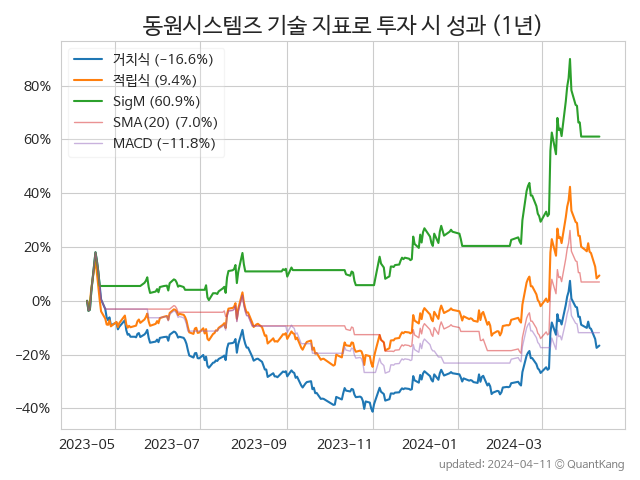 동원시스템즈 기술 지표로 투자 시 성과 (1년)
거치식 (−16.6%)
적립식 (9.4%)
SigM (60.9%)
SMA(20) (7.0%)
MACD (−11.8%)
80%
60%
40%
20%
0%
−20%
−40%
2023-05
2023-07
2023-09
2023-11
2024-01
2024-03
updated: 2024-04-11 © QuantKang